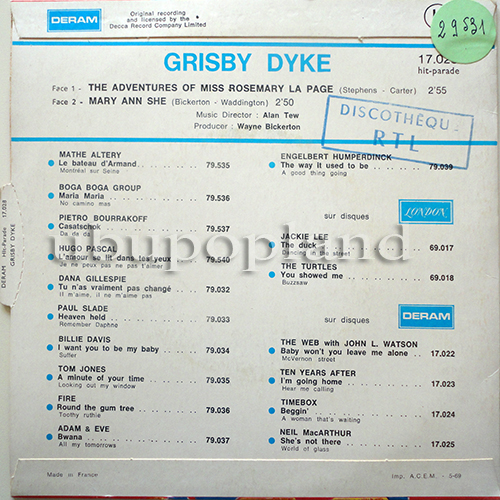 DERAM
Original recording
and licensed by the
Decca Record Company Limited
29531
GRISBY DYKE
hit-parade
Face 1 - THE ADVENTURES OF MISS ROSEMARY LA PAGE (Stephens - Carter) 2'55
Face 2 - MARY ANN SHE (Bickerton - Waddington) 2'50
Music Director : Alan Tew
Producer : Wayne Bickerton
DISCOTHÈQU
RTL
MATHE ALTERY
Le bateau d'Armand 79.535
Montréal sur Seine
BOGA BOGA GROUP
Maria Maria 79.536
No camino mas
PIETRO BOURRAKOFF
Casatschok 79.537
Da da da
HUGO PASCAL
L'amour se lit dans les yeux 79.540
Je ne peux pas ne pas t'aimer
DANA GILLESPIE
Tu n'as vraiment pas changé 79.032
Il m'aime, il ne m'aime pas
PAUL SLADE
Heaven held 79.033
Remember Daphne
BILLIE DAVIS
I want you to be my baby 79.034
Suffer
TOM JONES
A minute of your time 79.035
Looking out my window
FIRE
Round the gum tree 79.036
Toothy ruthie
ADAM & EVE
Bwana 79.037
All my tomorrows
ENGELBERT HUMPERDINCK
The way it used to be 79.039
A good thing going
sur disques LONDON
JACKIE LEE
The duck 69.017
Dancing in the street
THE TURTLES
You showed me 69.018
Buzzsaw
sur disques DERAM
THE WEB with JOHN L. WATSON
Baby won't you leave me alone 17.022
McVernon street
TEN YEARS AFTER
I'm going home 17.023
Hear me calling
TIMEBOX
Beggin' 17.024
A woman that's waiting
NEIL MacARTHUR
She's not there 17.025
World of glass
Made in France
Imp. A.C.E.M. - 5-69
DERAM Hit-Parade 17.028
GRISBY DYKE
ubupopland